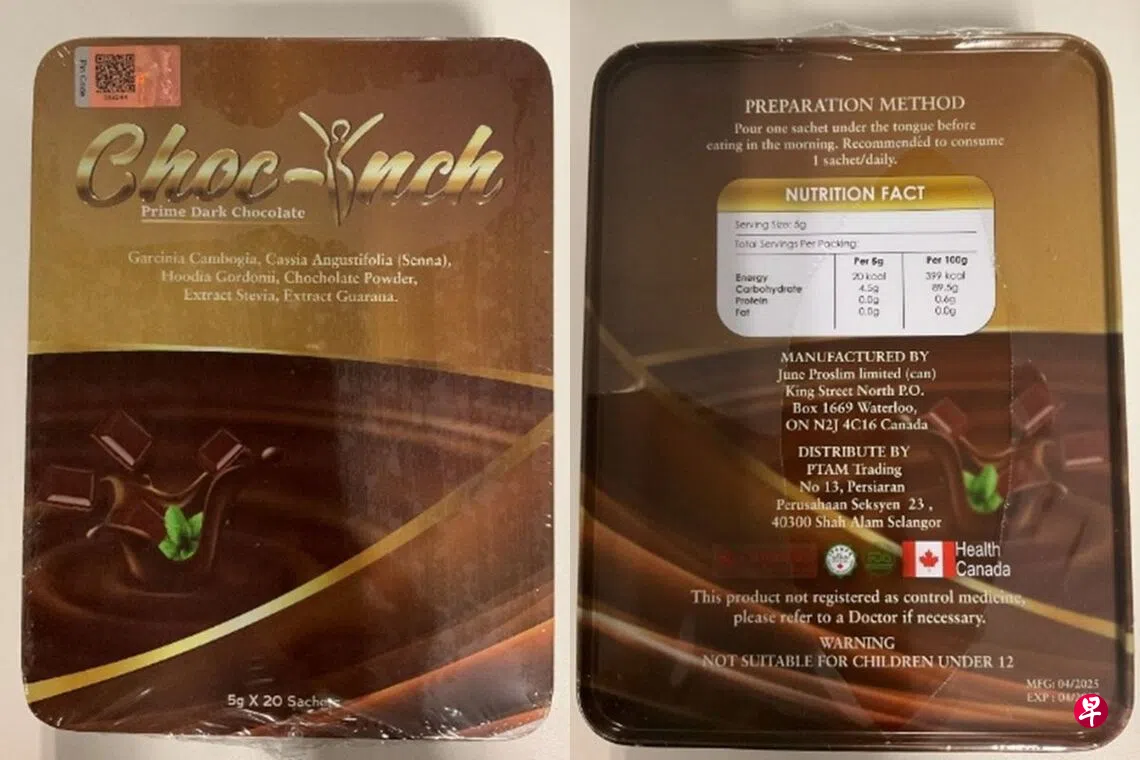 Pin Code
Choc-Ynch
Prime Dark Chocolate
Garcinia Cambogia, Cassia Angustifolia (Senna),
Hoodia Gordonii, Chocholate Powder,
Extract Stevia, Extract Guarana.
5g X 20 Sachets
PREPARATION METHOD
Pour one sachet under the tongue before
eating in the morning. Recommended to consume
1 sachet/daily.
NUTRITION FACT
Serving Size: 5g
Total Servings Per Packing:
Per 5g Per 100g
Energy 20 kcal 399 kcal
Carbohydrate 4.5g 89.5g
Protein 0.0g 0.6g
Fat 0.0g 0.0g
MANUFACTURED BY
June Proslim limited (can)
King Street North P.O.
Box 1669 Waterloo,
ON N2J 4C16 Canada
DISTRIBUTE BY
PTAM Trading
No 13, Persiaran
Perusahaan Seksyen 23 ,
40300 Shah Alam Selangor
Health
Canada
This product not registered as control medicine,
please refer to a Doctor if necessary.
WARNING
NOT SUITABLE FOR CHILDREN UNDER 12
MFG: 04/2025
EXP : 04/
早